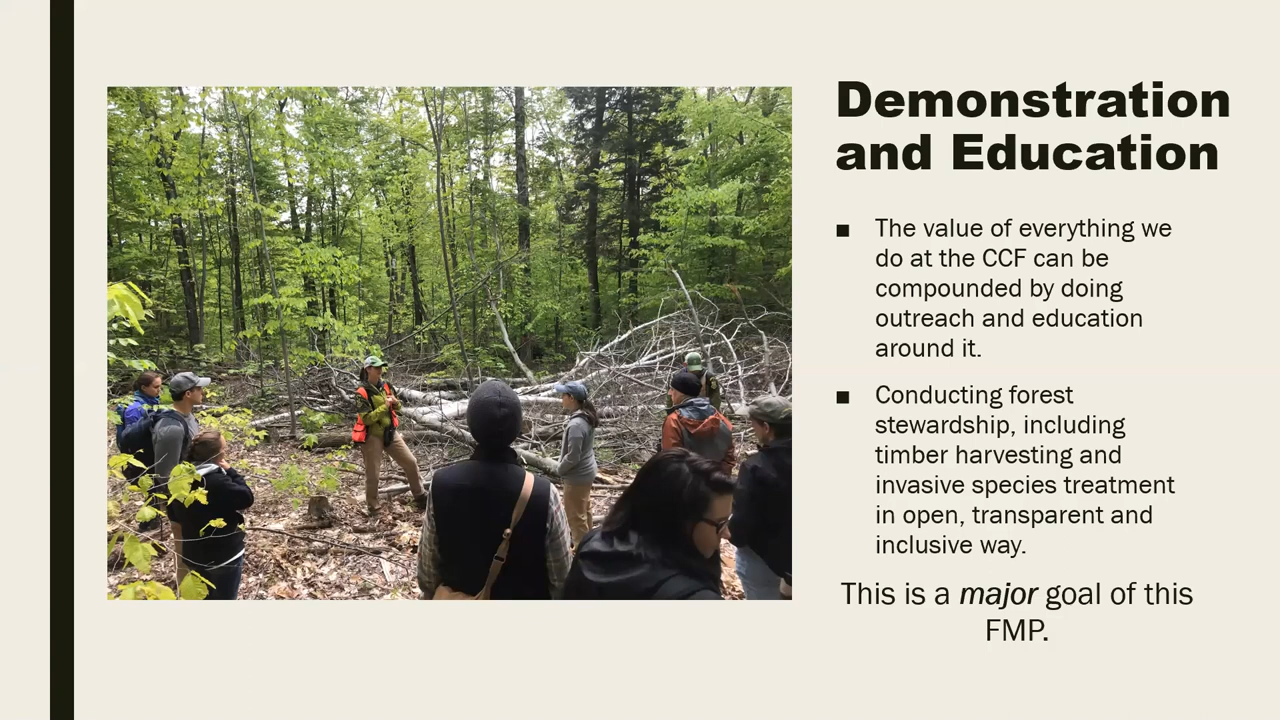 Demonstration
and Education
■ The value of everything we
do at the CCF can be
compounded by doing
outreach and education
around it.
■ Conducting forest
stewardship, including
timber harvesting and
invasive species treatment
in open, transparent and
inclusive way.
This is a major goal of this
FMP.